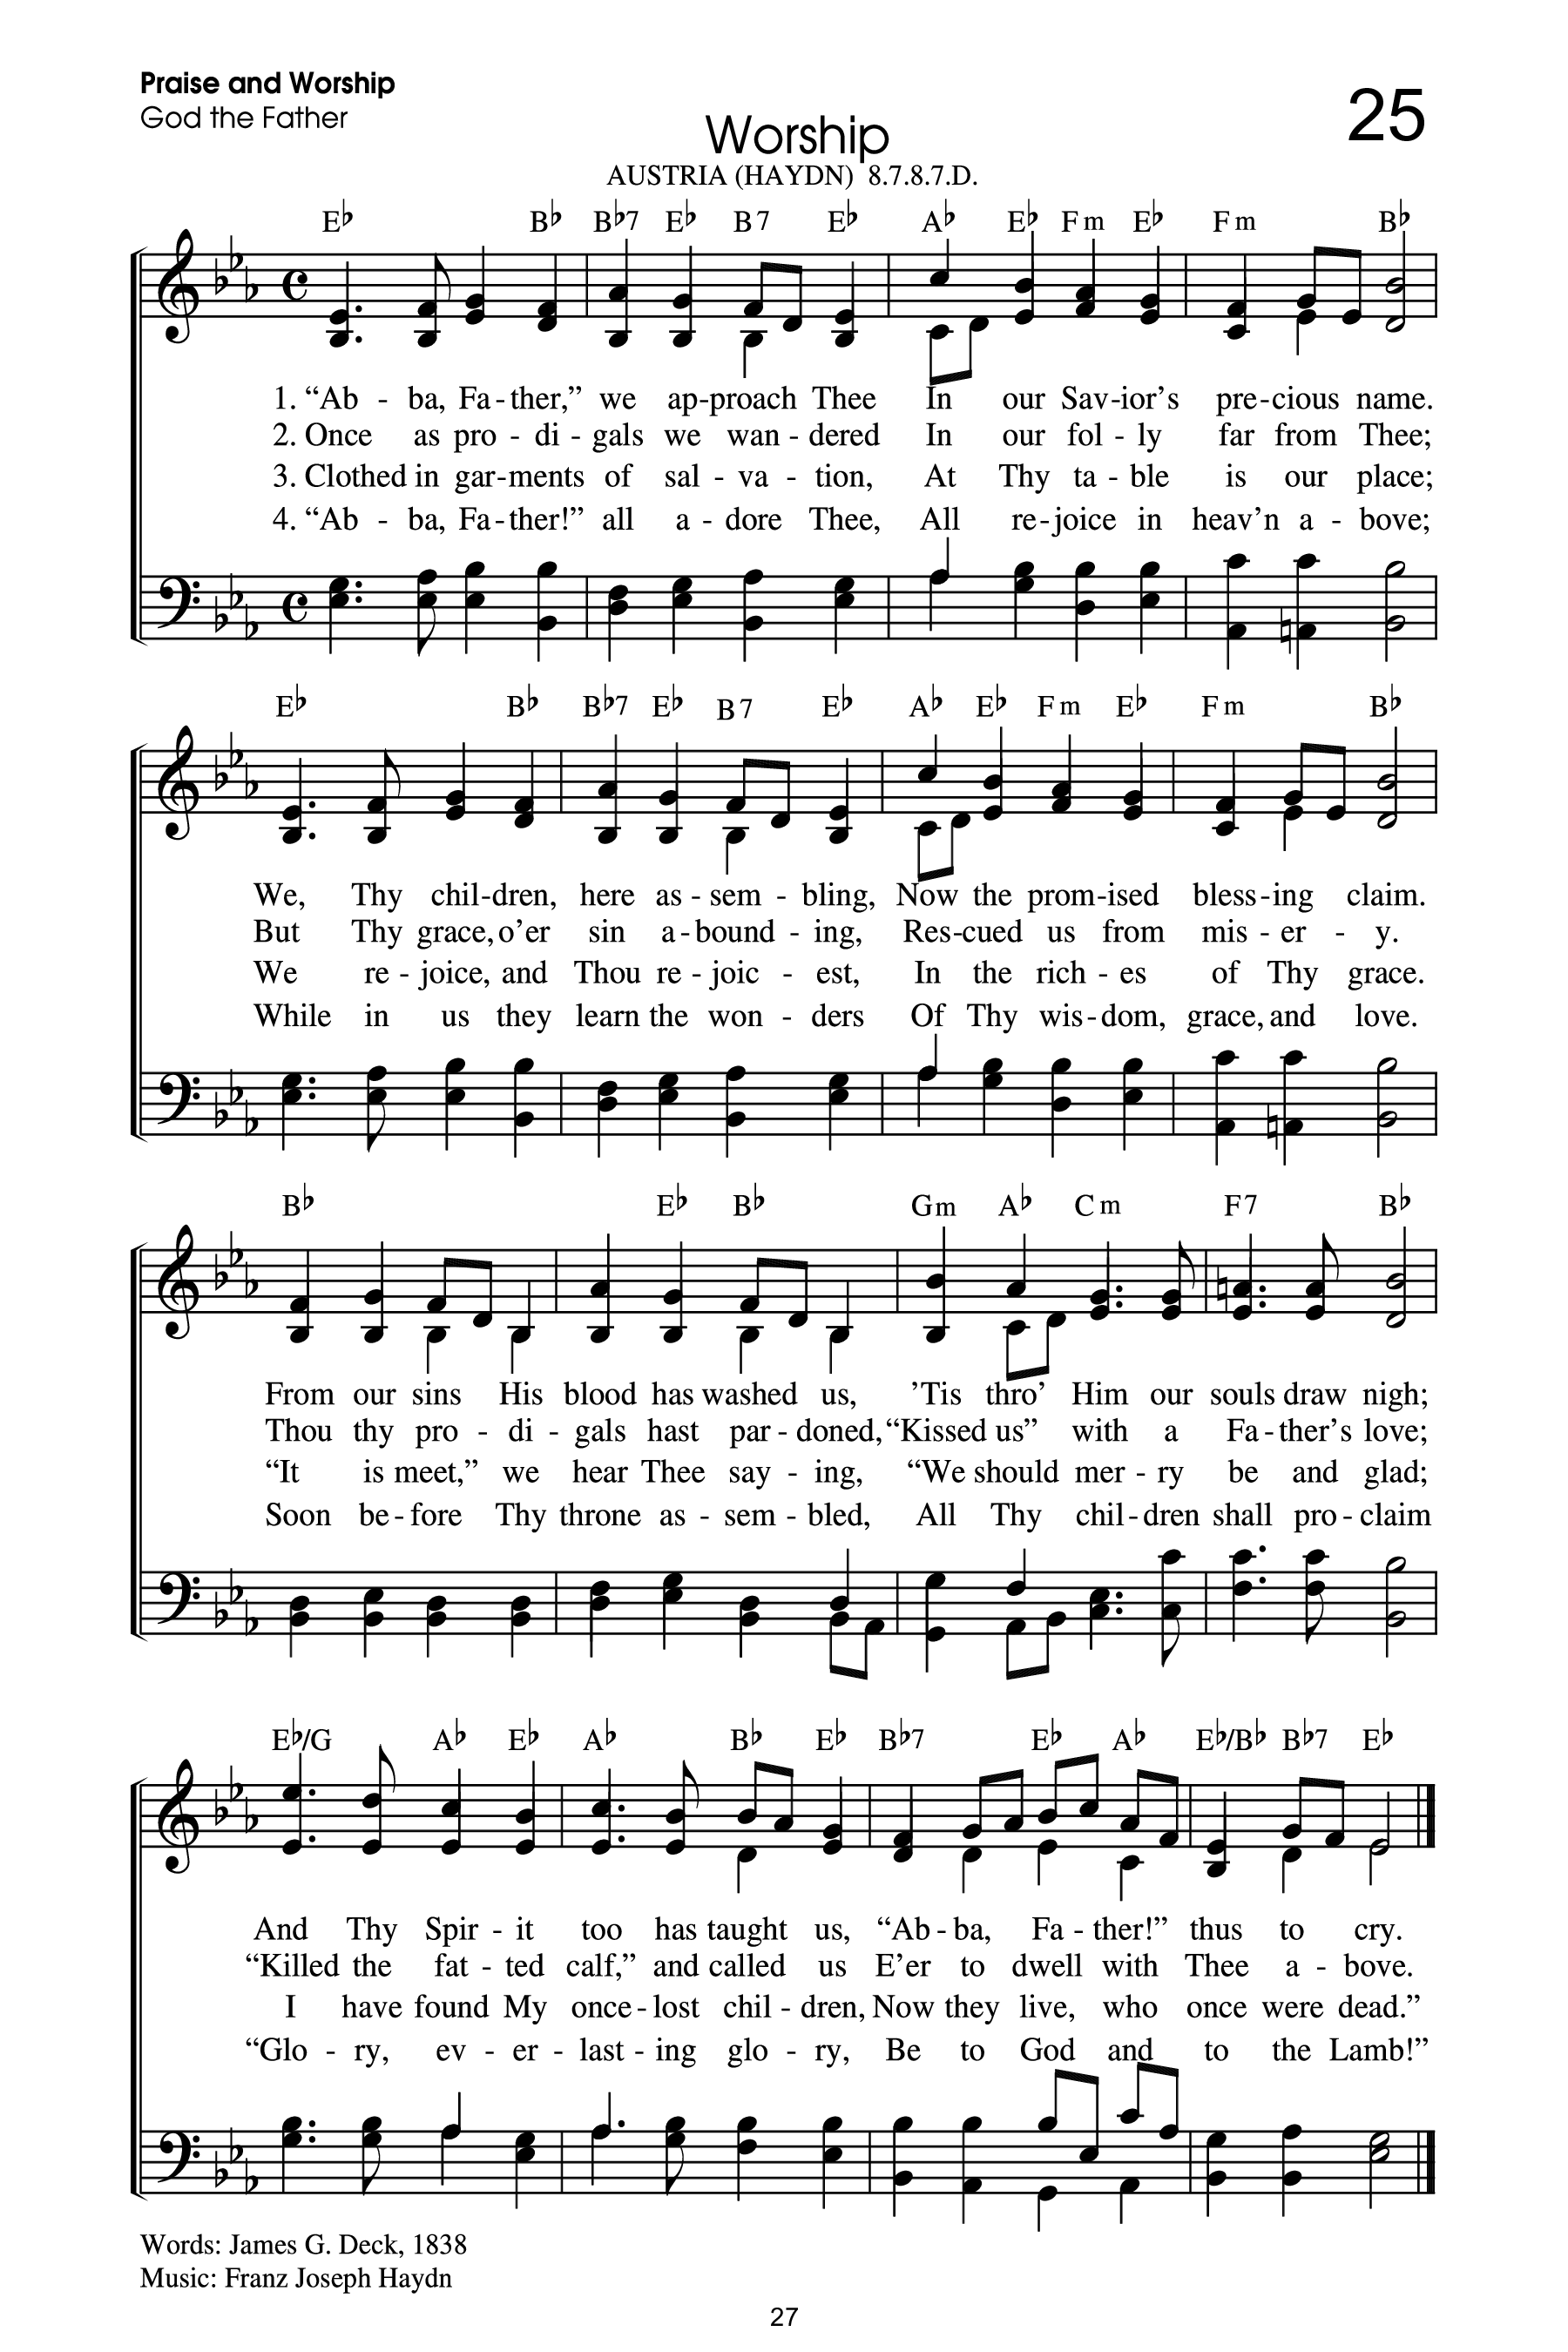 Praise and Worship
God the Father
25
Worship
AUSTRIA (HAYDN) 8.7.8.7.D.
E♭ B♭ B♭7 E♭ B7 E♭ A♭ E♭ Fm E♭ Fm B♭
1. “Ab - ba, Fa - ther,” we ap-proach Thee In our Sav-ior’s pre-cious name.
2. Once as pro - di - gals we wan - dered In our fol - ly far from Thee;
3. Clothed in gar-ments of sal - va - tion, At Thy ta - ble is our place;
4. “Ab - ba, Fa - ther!” all a - dore Thee, All re-joice in heav’n a - bove;
E♭ B♭ B♭7 E♭ B7 E♭ A♭ E♭ Fm E♭ Fm B♭
We, Thy chil-dren, here as - sem - bling, Now the prom-ised bless-ing claim.
But Thy grace, o’er sin a-bound - ing, Res-cued us from mis - er - y.
We re - joice, and Thou re - joic - est, In the rich - es of Thy grace.
While in us they learn the won - ders Of Thy wis-dom, grace, and love.
B♭ E♭ B♭ Gm A♭ Cm F7 B♭
From our sins His blood has washed us, ’Tis thro’ Him our souls draw nigh;
Thou thy pro - di - gals hast par - doned, “Kissed us” with a Fa - ther’s love;
“It is meet,” we hear Thee say - ing, “We should mer - ry be and glad;
Soon be - fore Thy throne as - sem - bled, All Thy chil - dren shall pro - claim
E♭/G A♭ E♭ A♭ B♭ E♭ B♭7 E♭ A♭ E♭/B♭ B♭7 E♭
And Thy Spir - it too has taught us, “Ab - ba, Fa - ther!” thus to cry.
“Killed the fat - ted calf,” and called us E’er to dwell with Thee a - bove.
I have found My once - lost chil - dren, Now they live, who once were dead.”
“Glo - ry, ev - er - last - ing glo - ry, Be to God and to the Lamb!”
Words: James G. Deck, 1838
Music: Franz Joseph Haydn
27